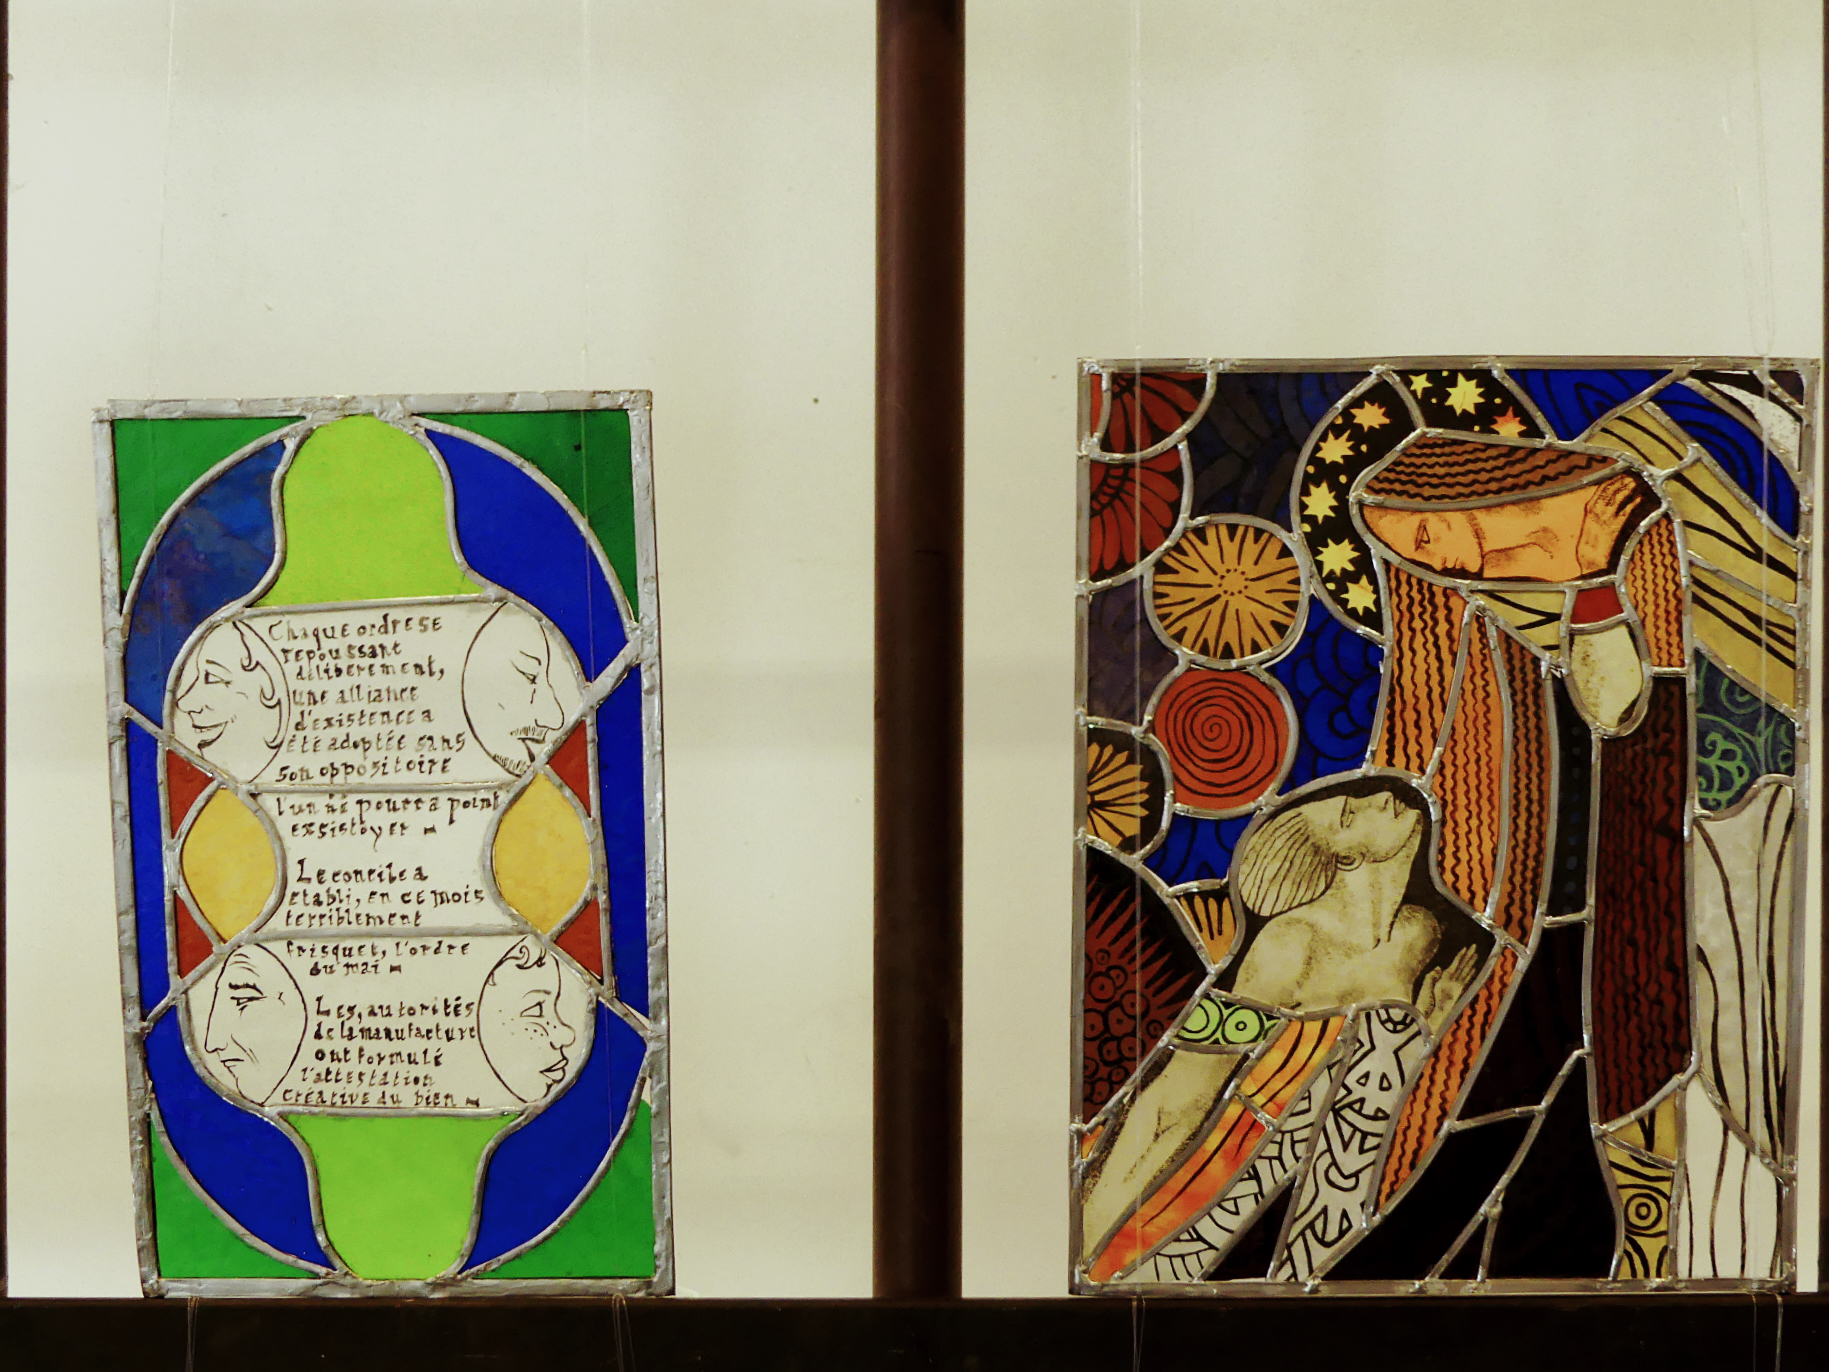 Chaque ordre se
repoussant
délibérement,
une alliance
d'existence a
été adoptée sans
son oppositoire
l'un né pourra point
exsistoyer -
Le concile a
etabli, en ce mois
terriblement
frisquet, l'ordre
du mai -
Les, autorités
de la manufacture
ont formulé
l'attestation
créative du bien -